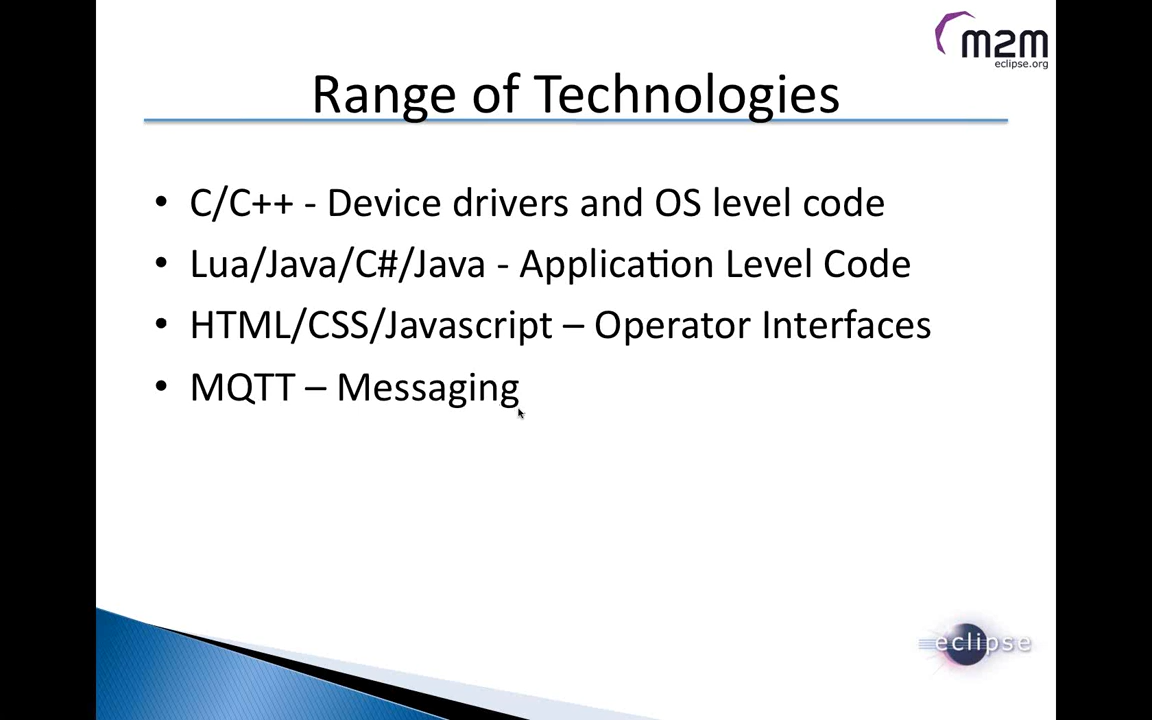 m2m
eclipse.org
Range of Technologies
• C/C++ - Device drivers and OS level code
• Lua/Java/C#/Java - Application Level Code
• HTML/CSS/Javascript – Operator Interfaces
• MQTT – Messaging
eclipse